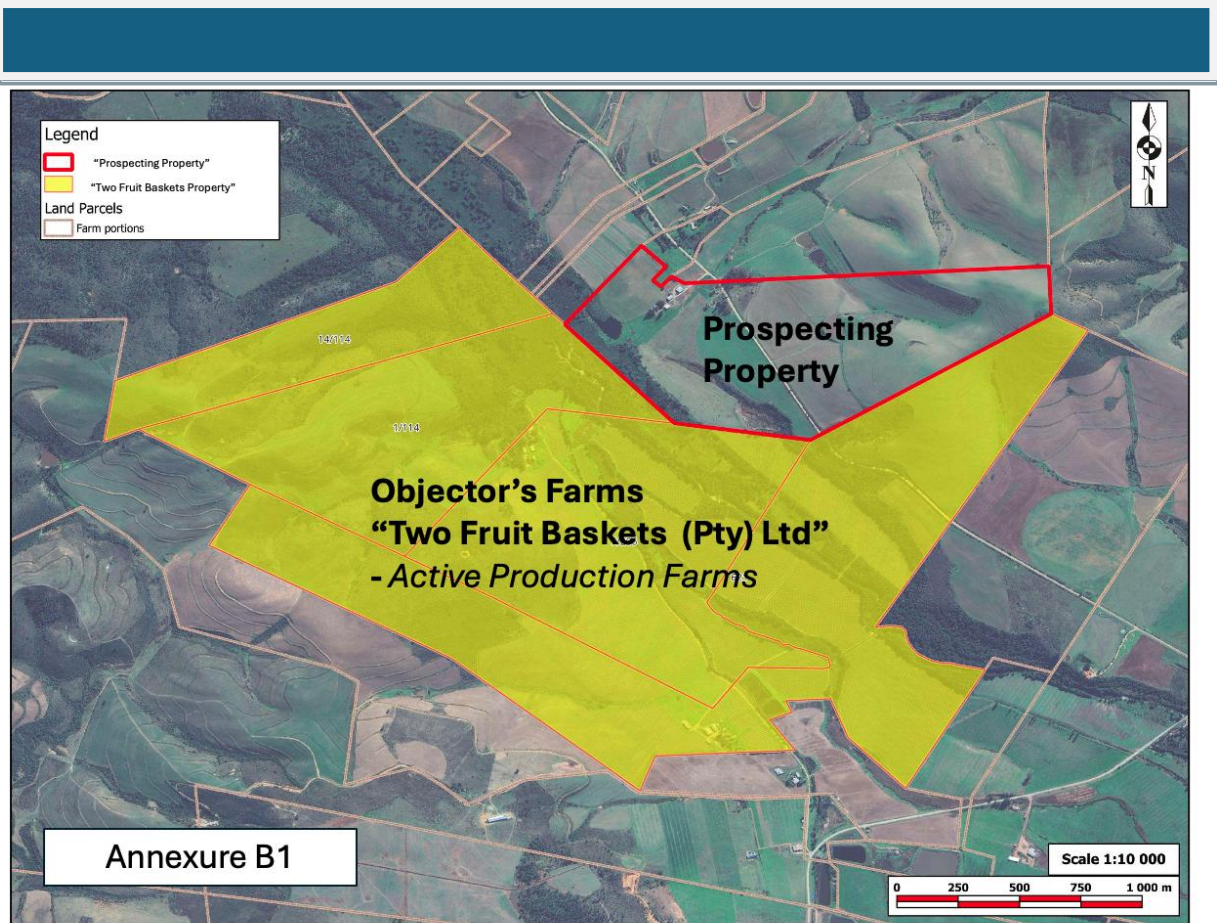 Legend
"Prospecting Property"
"Two Fruit Baskets Property"
Land Parcels
Farm portions
N
14/114
Prospecting
Property
1/114
Objector’s Farms
“Two Fruit Baskets (Pty) Ltd”
- Active Production Farms
Annexure B1
Scale 1:10 000
0 250 500 750 1 000 m